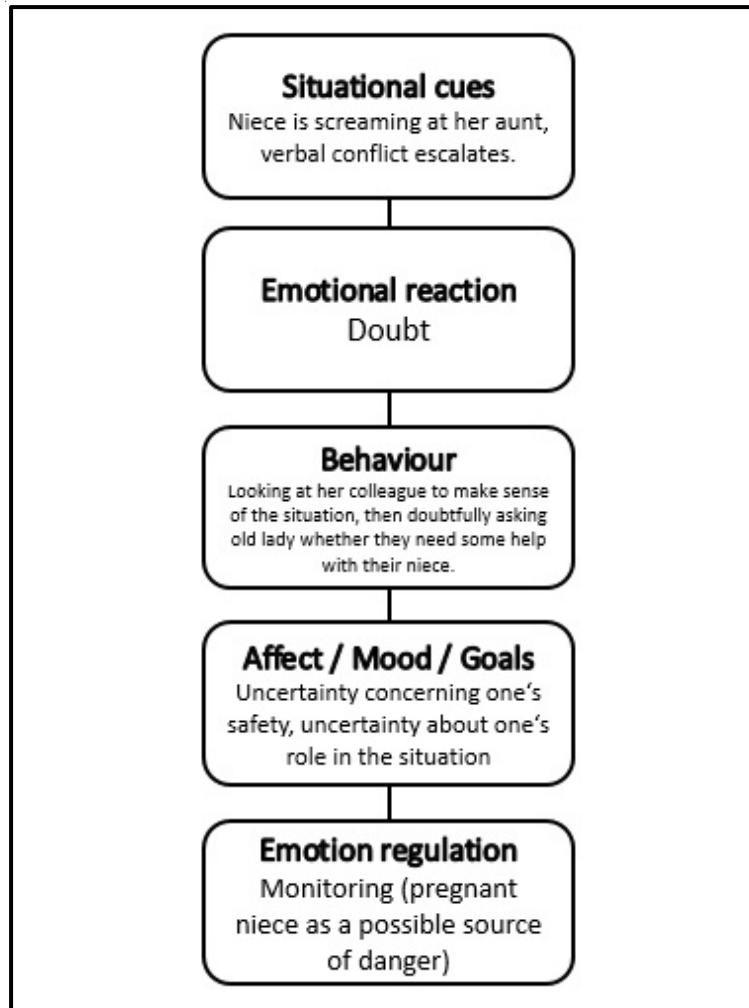 Situational cues
Niece is screaming at her aunt,
verbal conflict escalates.
Emotional reaction
Doubt
Behaviour
Looking at her colleague to make sense
of the situation, then doubtfully asking
old lady whether they need some help
with their niece.
Affect / Mood / Goals
Uncertainty concerning one‘s
safety, uncertainty about one‘s
role in the situation
Emotion regulation
Monitoring (pregnant
niece as a possible source
of danger)